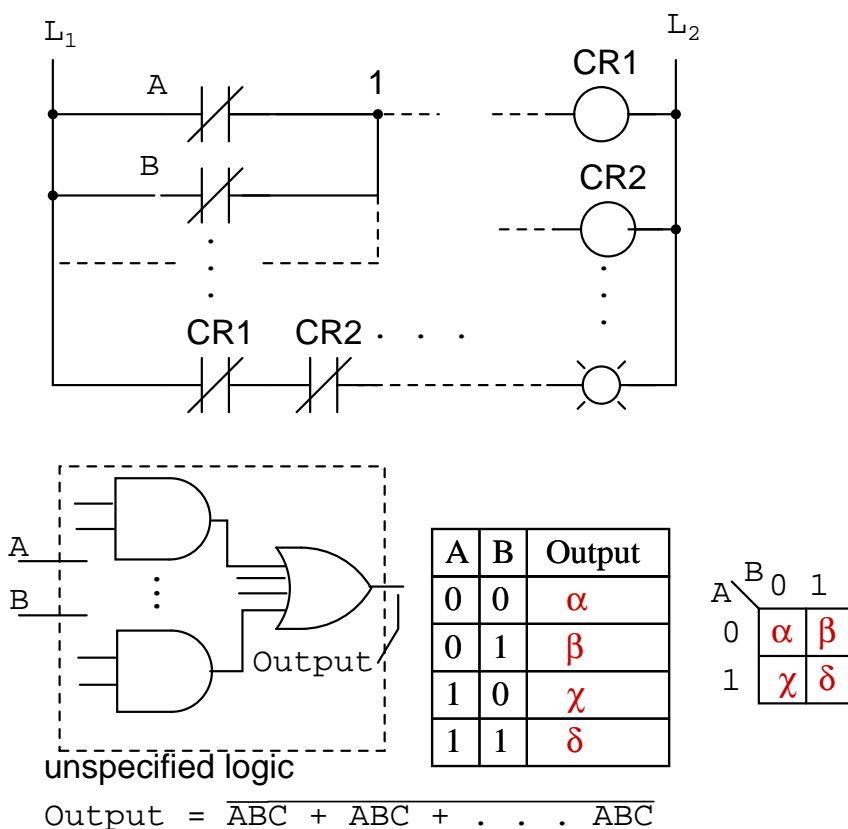 L₁ L₂
A 1 CR1
B CR2
CR1 CR2 . . .
A
B
Output
unspecified logic
A B Output
0 0 α
0 1 β
1 0 χ
1 1 δ
A B 0 1
0 α β
1 χ δ
Output = ABC + ABC + . . . ABC